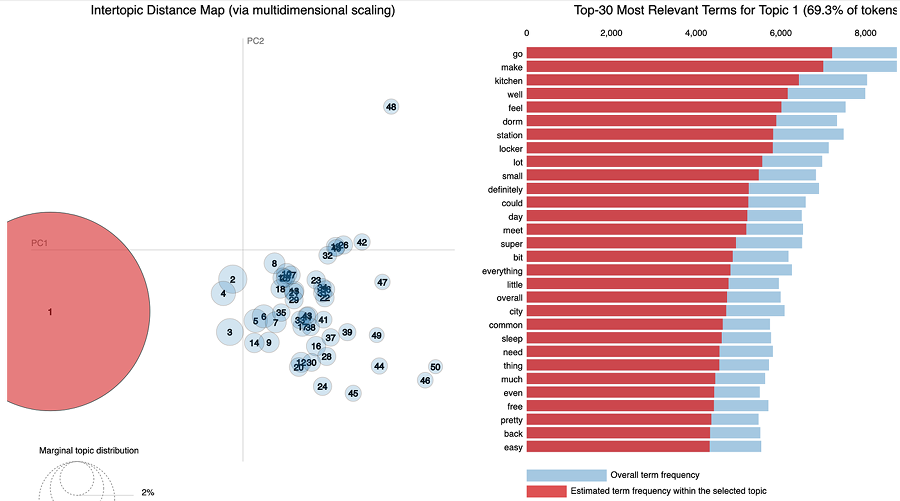 Intertopic Distance Map (via multidimensional scaling)
PC2
PC1
48
42
26
32
8
2
4
1
18
23
47
22
29
35
6
5
7
3
14
9
17
38
41
37
39
49
16
28
12
30
20
44
50
46
24
45
Marginal topic distribution
2%
Top-30 Most Relevant Terms for Topic 1 (69.3% of tokens
0
2,000
4,000
6,000
8,000
go
make
kitchen
well
feel
dorm
station
locker
lot
small
definitely
could
day
meet
super
bit
everything
little
overall
city
common
sleep
need
thing
much
even
free
pretty
back
easy
Overall term frequency
Estimated term frequency within the selected topic